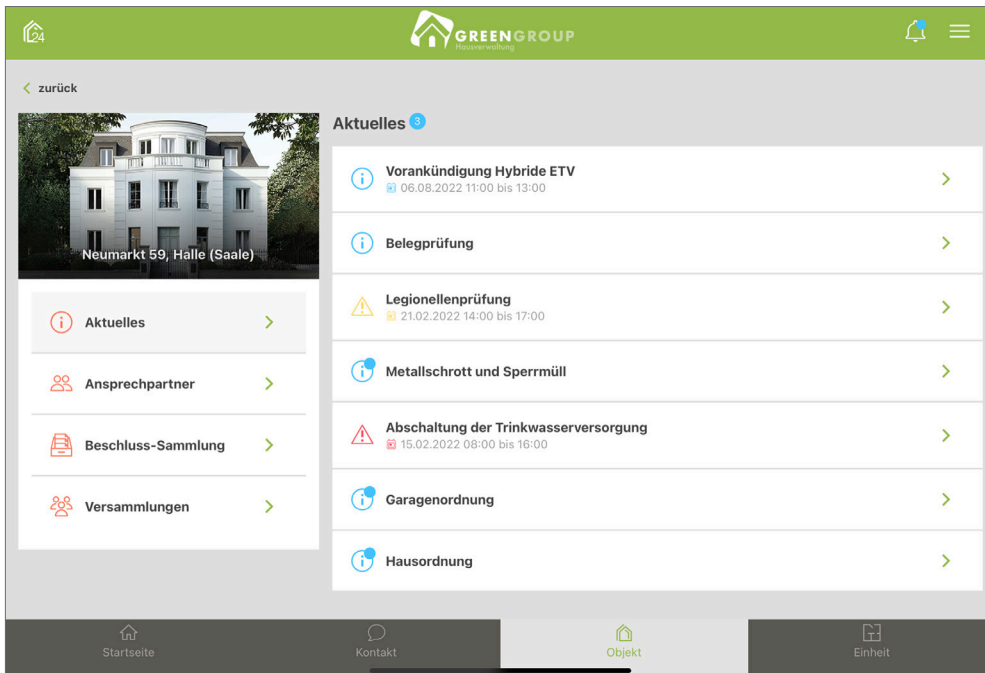 24
GREENGROUP
Hausverwaltung
zurück
Neumarkt 59, Halle (Saale)
Aktuelles
Ansprechpartner
Beschluss-Sammlung
Versammlungen
Aktuelles 3
Vorankündigung Hybride ETV
06.08.2022 11:00 bis 13:00
Belegprüfung
Legionellenprüfung
21.02.2022 14:00 bis 17:00
Metallschrott und Sperrmüll
Abschaltung der Trinkwasserversorgung
15.02.2022 08:00 bis 16:00
Garagenordnung
Hausordnung
Startseite
Kontakt
Objekt
Einheit